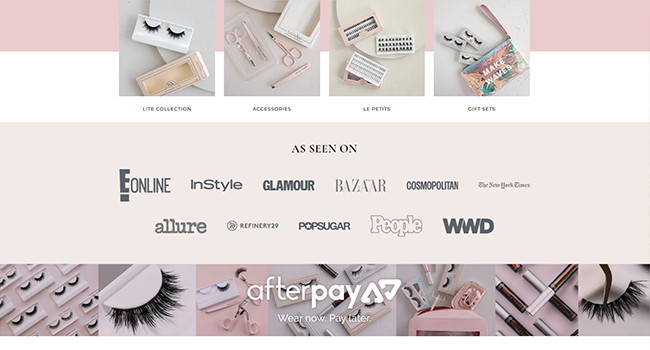 MAKE
WAVES
LITE COLLECTION
ACCESSORIES
LE PETITS
GIFT SETS
AS SEEN ON
E! ONLINE
InStyle
GLAMOUR
BAZAAR
COSMOPOLITAN
The New York Times
allure
REFINERY29
POPSUGAR
People
WWD
afterpay
Wear now. Pay later.